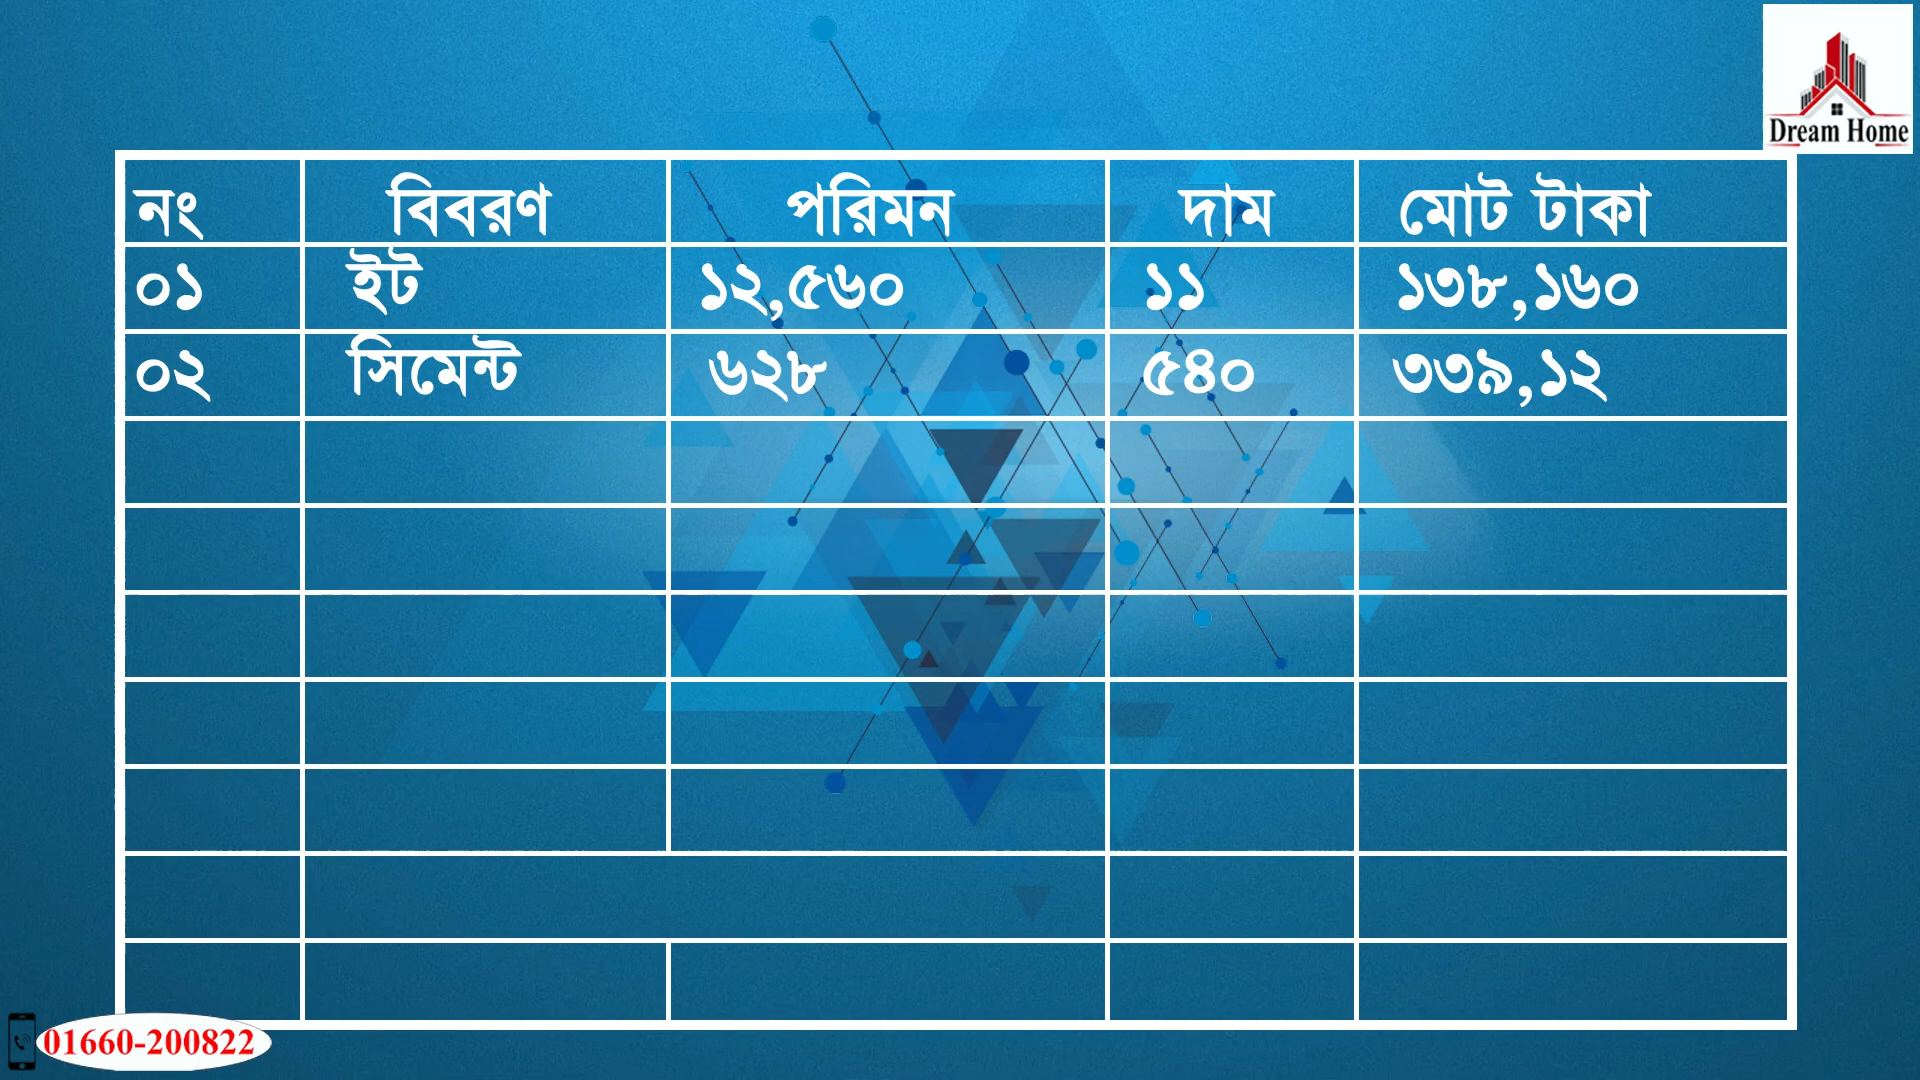 Dream Home
নং বিবরণ পরিমন দাম মোট টাকা
০১ ইট ১২,৫৬০ ১১ ১৩৮,১৬০
০২ সিমেন্ট ৬২৮ ৫৪০ ৩৩৯,১২
01660-200822